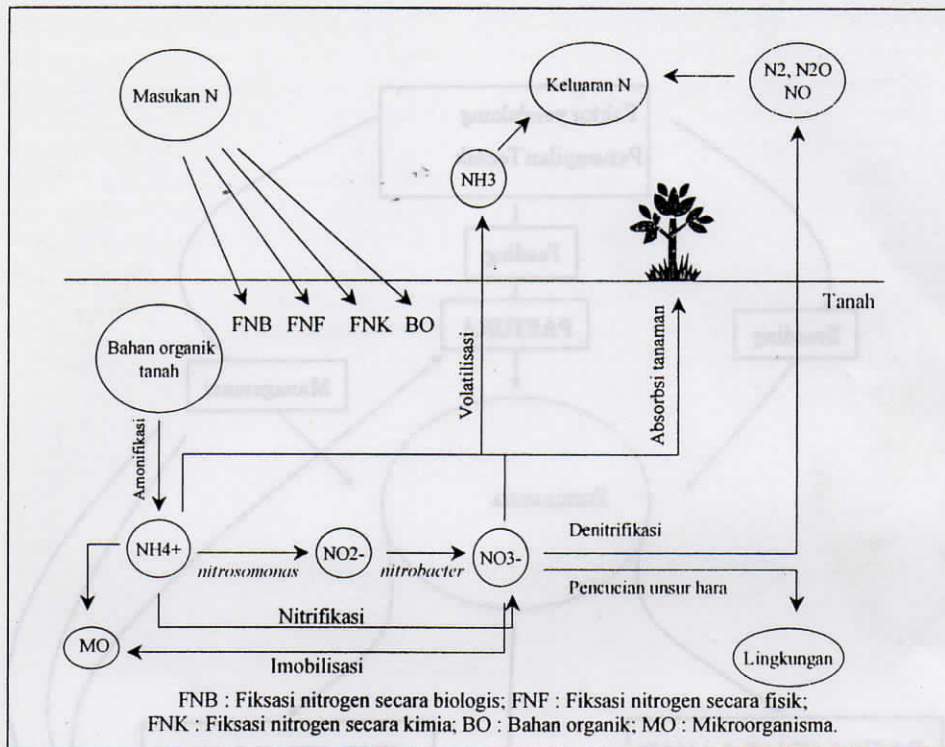 Masukan N
Keluaran N
N2, N2O
NO
NH3
Tanah
FNB FNF FNK BO
Bahan organik
tanah
Volatilisasi
Absorbsi tanaman
Amonifikasi
Denitrifikasi
NH4+
nitrosomonas
NO2-
nitrobacter
NO3-
Pencucian unsur hara
Nitrifikasi
MO
Imobilisasi
Lingkungan
FNB : Fiksasi nitrogen secara biologis; FNF : Fiksasi nitrogen secara fisik;
FNK : Fiksasi nitrogen secara kimia; BO : Bahan organik; MO : Mikroorganisma.